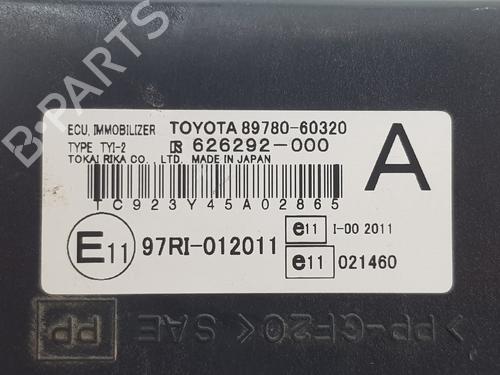 B-PARTS
ECU, IMMOBILIZER TOYOTA 89780-60320
TYPE TYI-2 626292-000
TOKAI RIKA CO., LTD. MADE IN JAPAN
A
TC923Y45A02865
E11 97RI-012011
e11 I-00 2011
e11 021460
PP
>PP-GF20< SAE